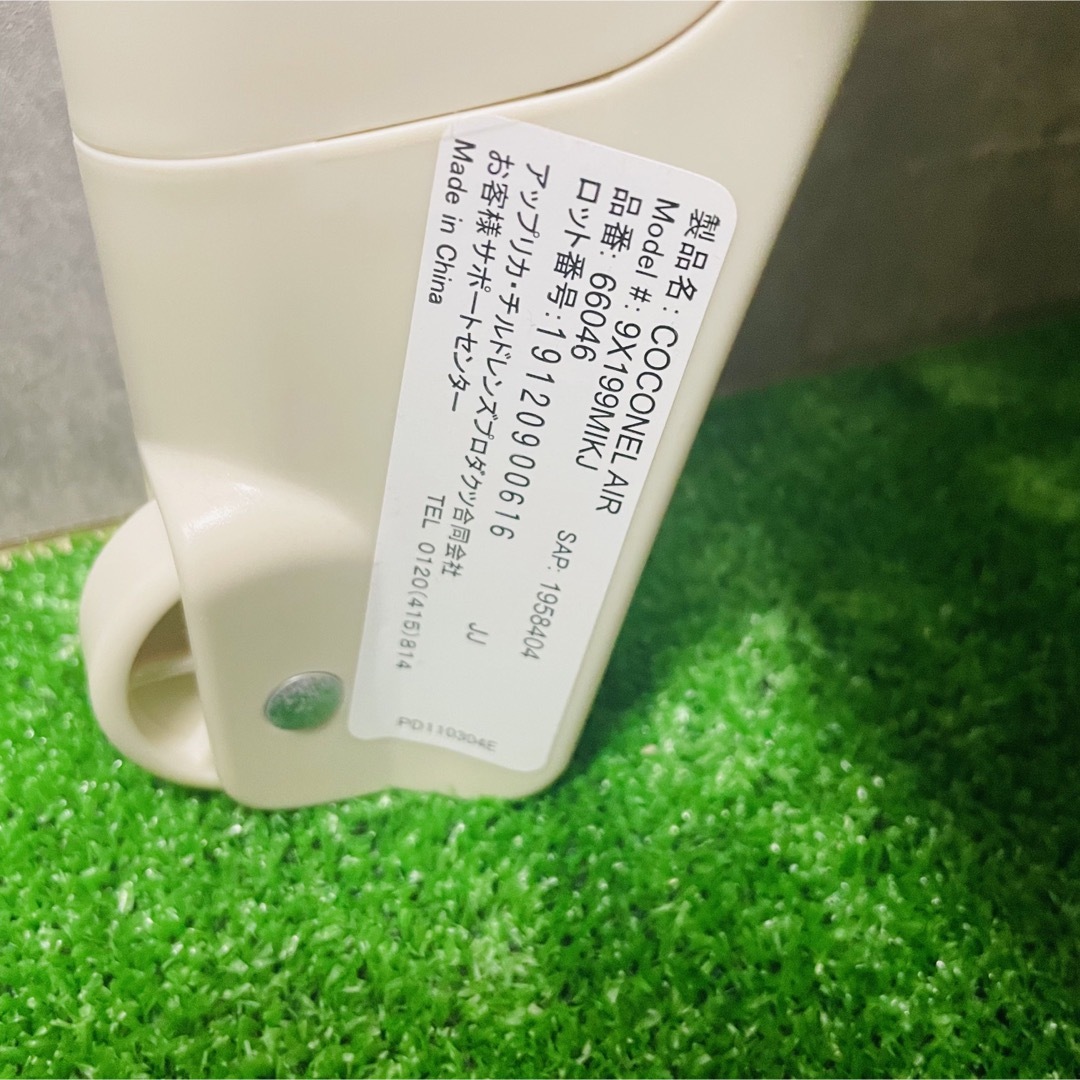 製品名: COCONEL AIR
Model #: 9X199MIKJ
品番: 66046
SAP: 1958404
ロット番号: 19120900616
JJ
アップリカ・チルドレンズプロダクツ合同会社
お客様サポートセンター TEL 0120(415)814
Made in China
PD110304E